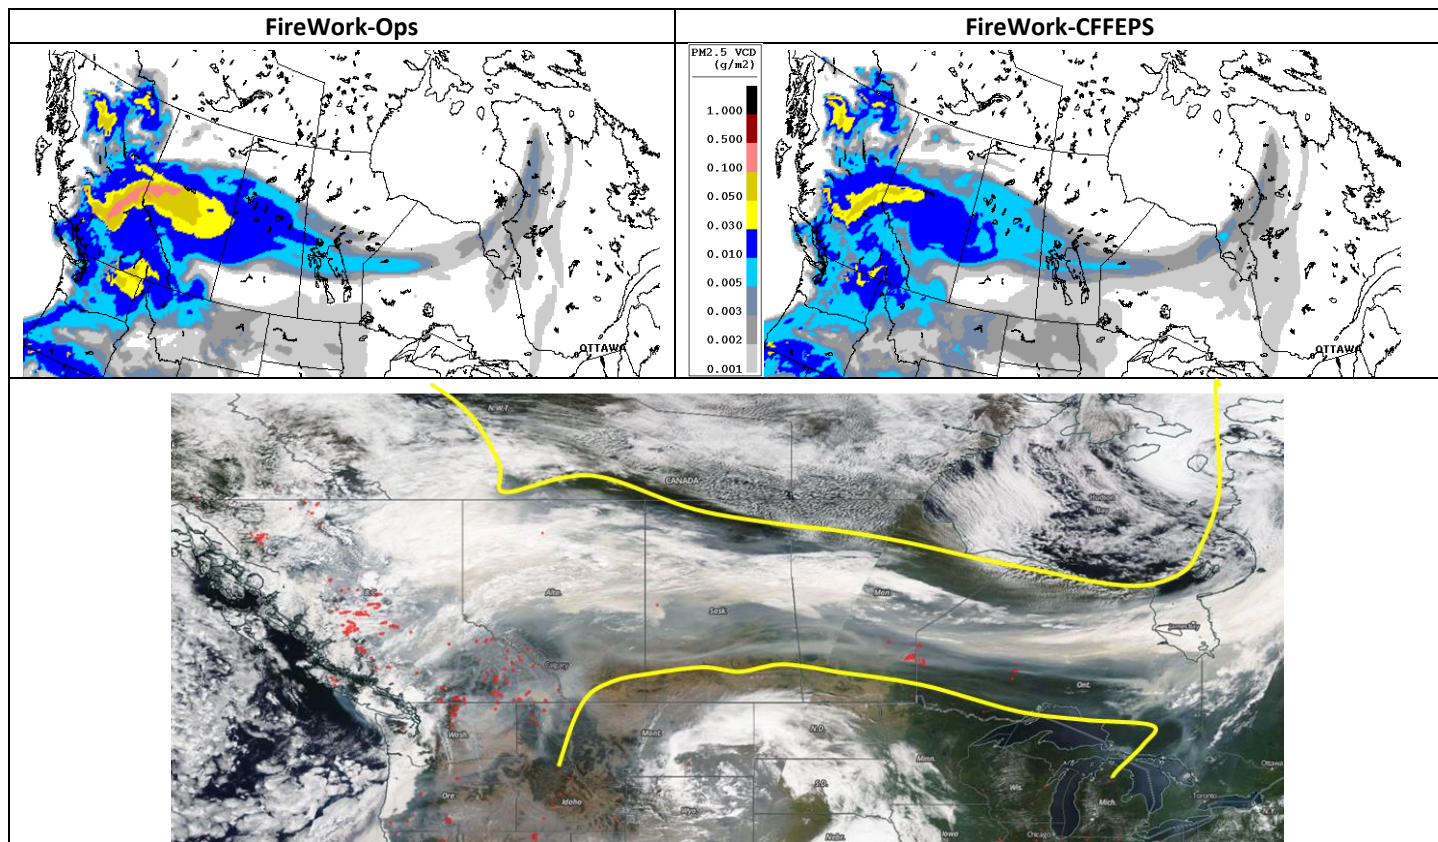 FireWork-Ops
FireWork-CFFEPS
PM2.5 VCD
(g/m2)
1.000
0.500
0.100
0.050
0.030
0.010
0.005
0.003
0.002
0.001
OTTAWA
OTTAWA
N.W.T.
CANADA
Hudson
Bay
B.C.
Alta.
Sask.
Man.
James Bay
Calgary
Ont.
Wash.
Mont.
N.D.
Minn.
Ottawa
Ore
Idaho
Wyo.
S.D.
Wis.
Mich.
Toronto
N.Y.
Nebr.
Iowa
Chicago